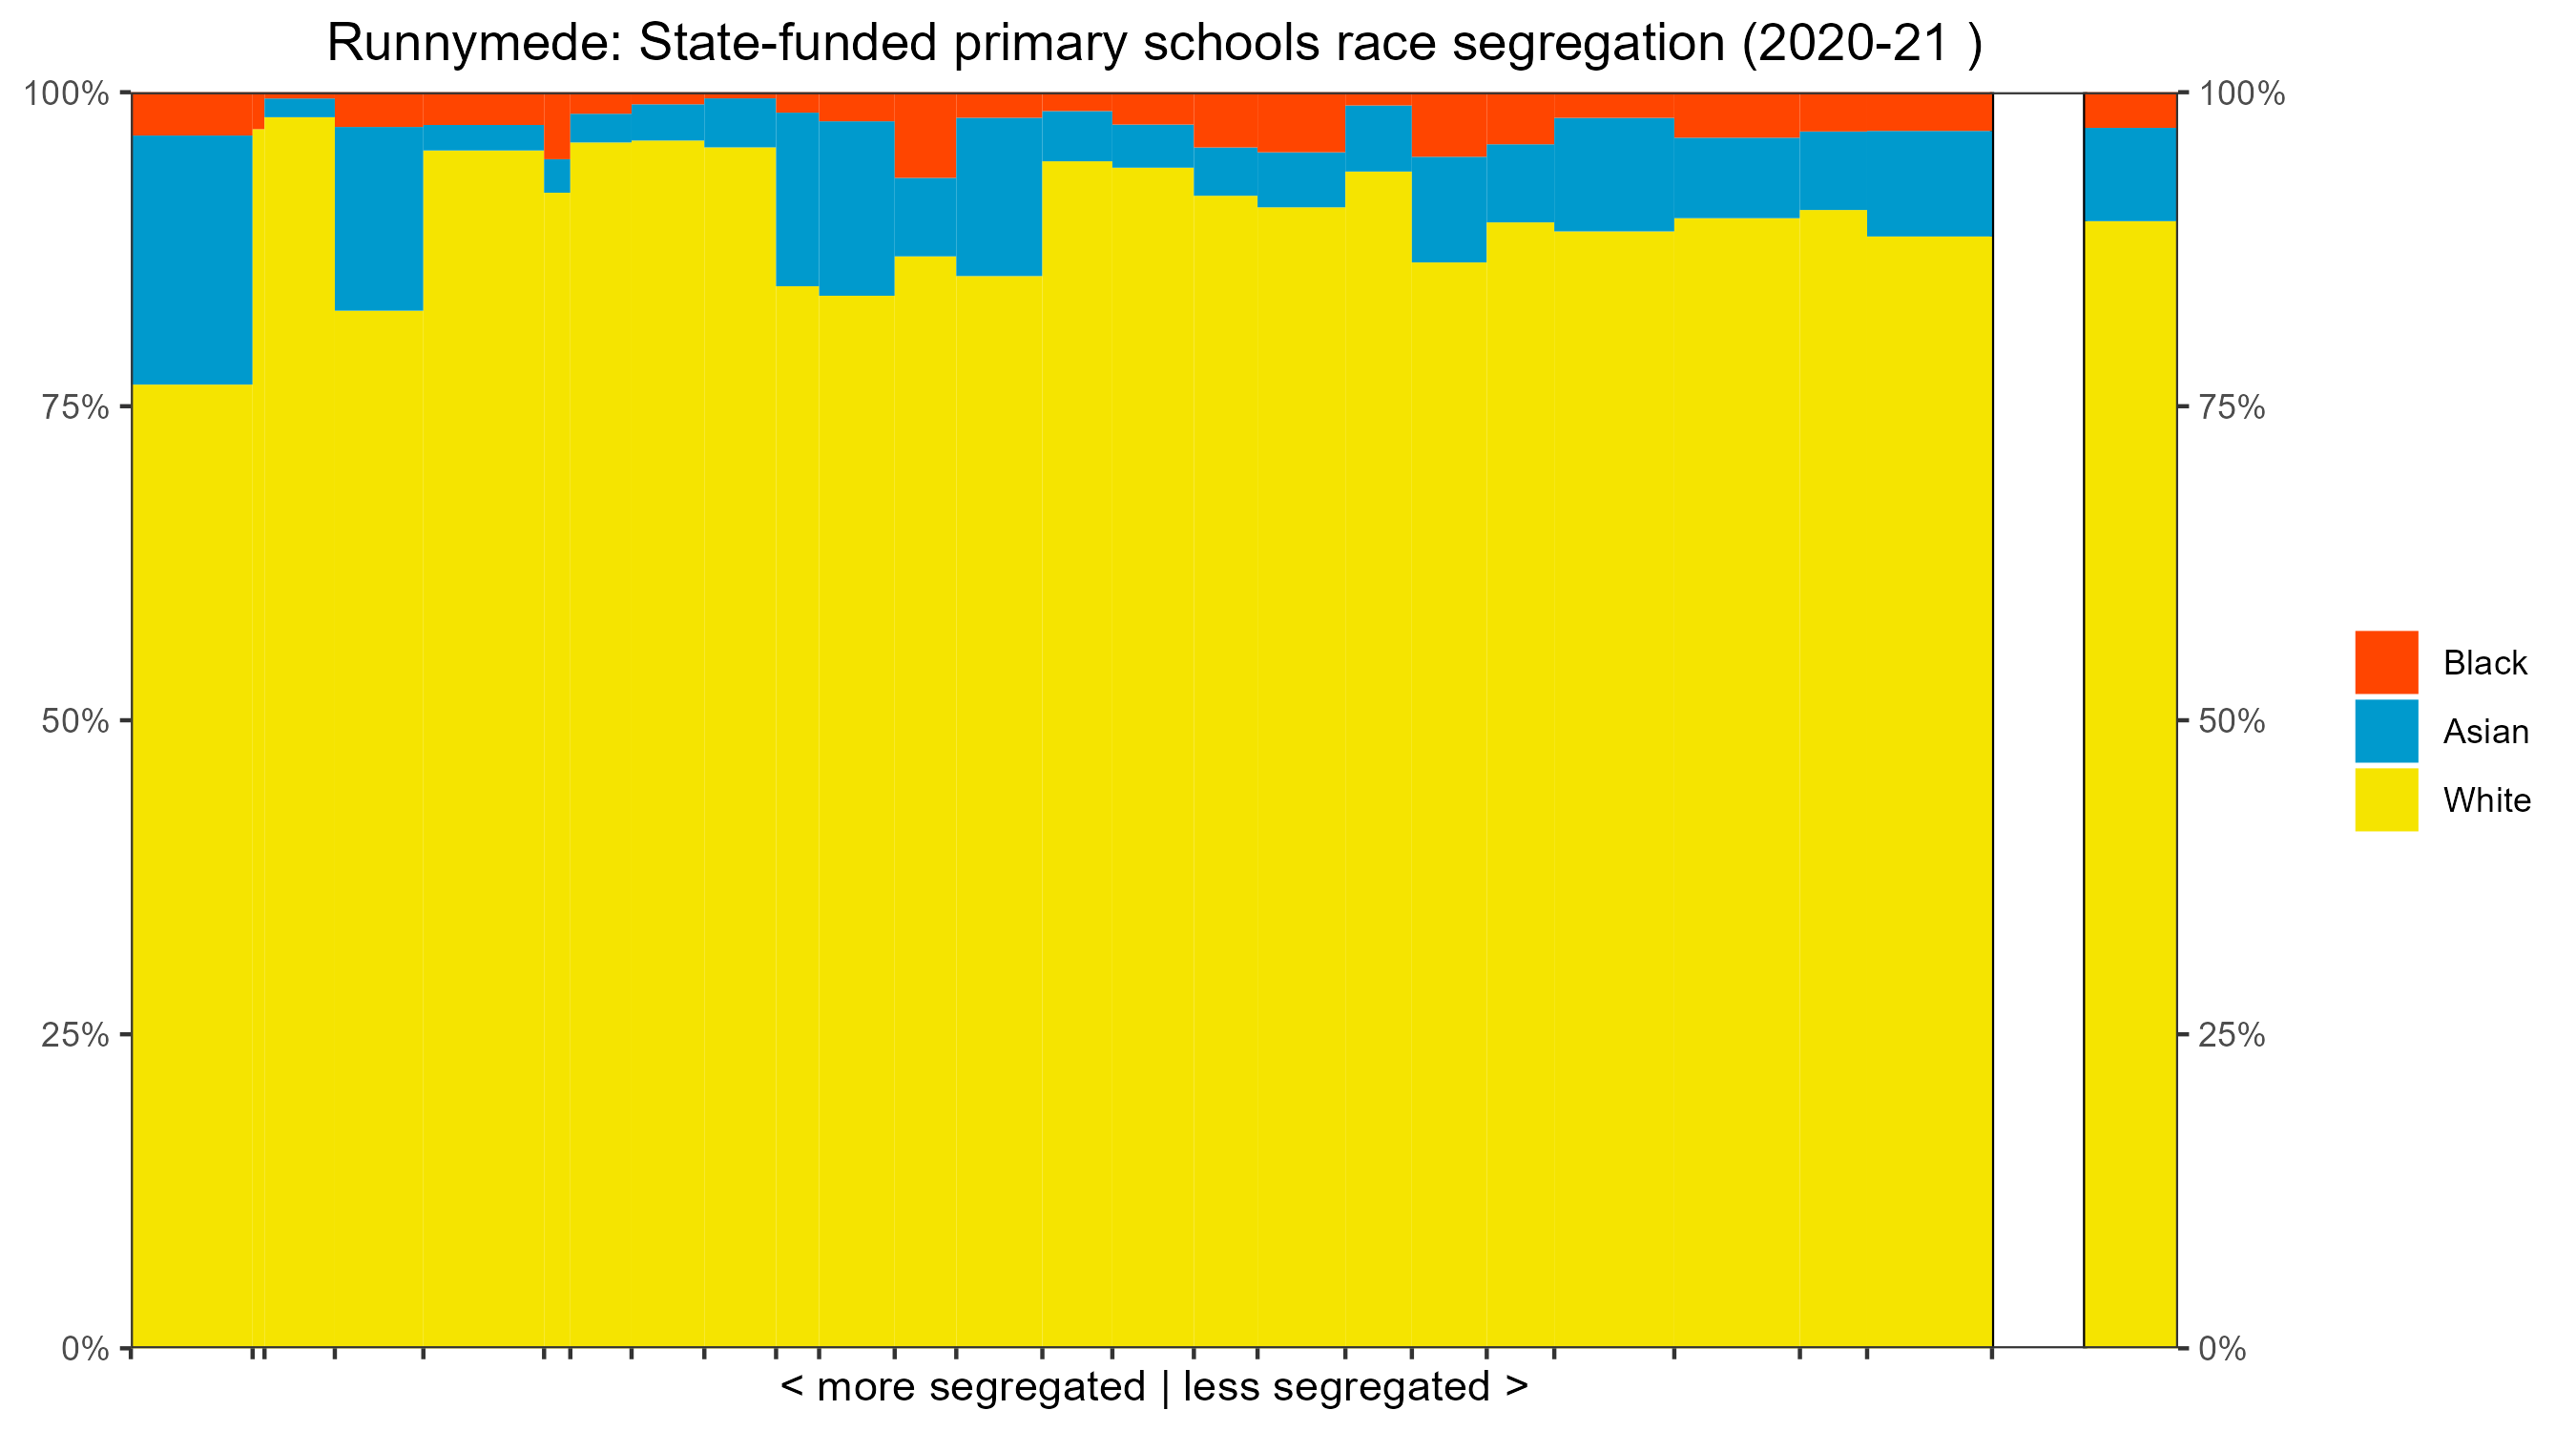 Runnymede: State-funded primary schools race segregation (2020-21 )
100%
75%
50%
25%
0%
100%
75%
50%
25%
0%
Black
Asian
White
< more segregated | less segregated >